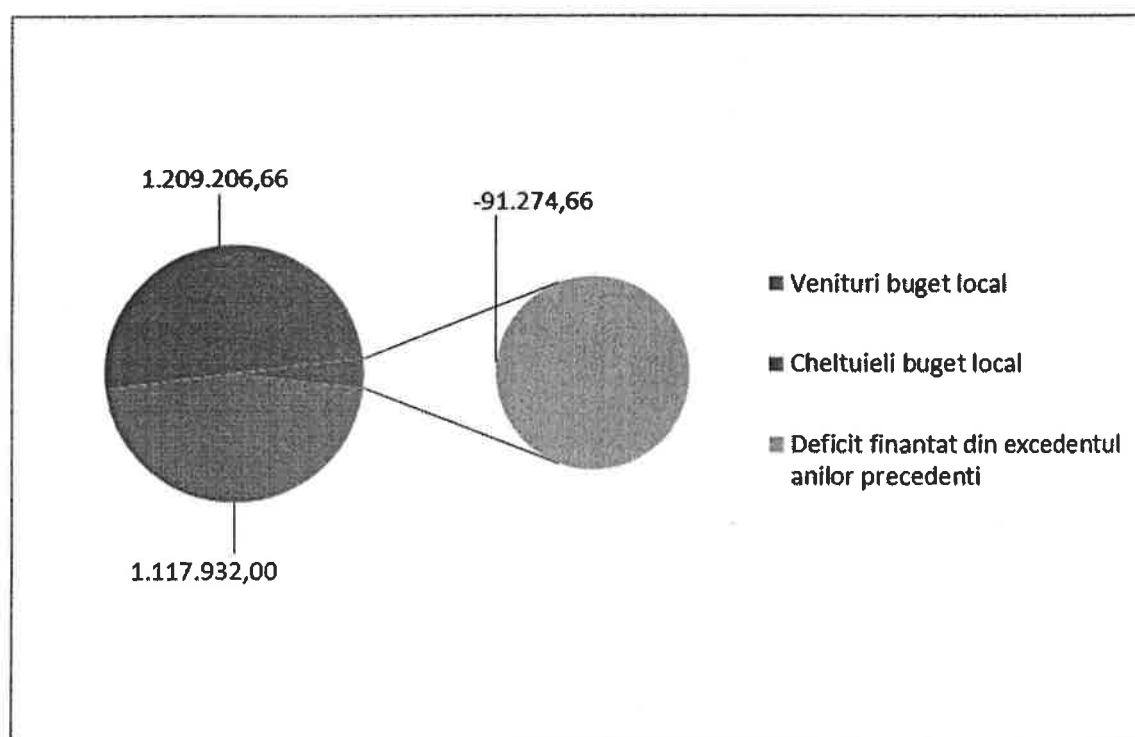 1.209.206,66
-91.274,66
Venituri buget local
Cheltuieli buget local
Deficit finantat din excedentul
anilor precedenti
1.117.932,00